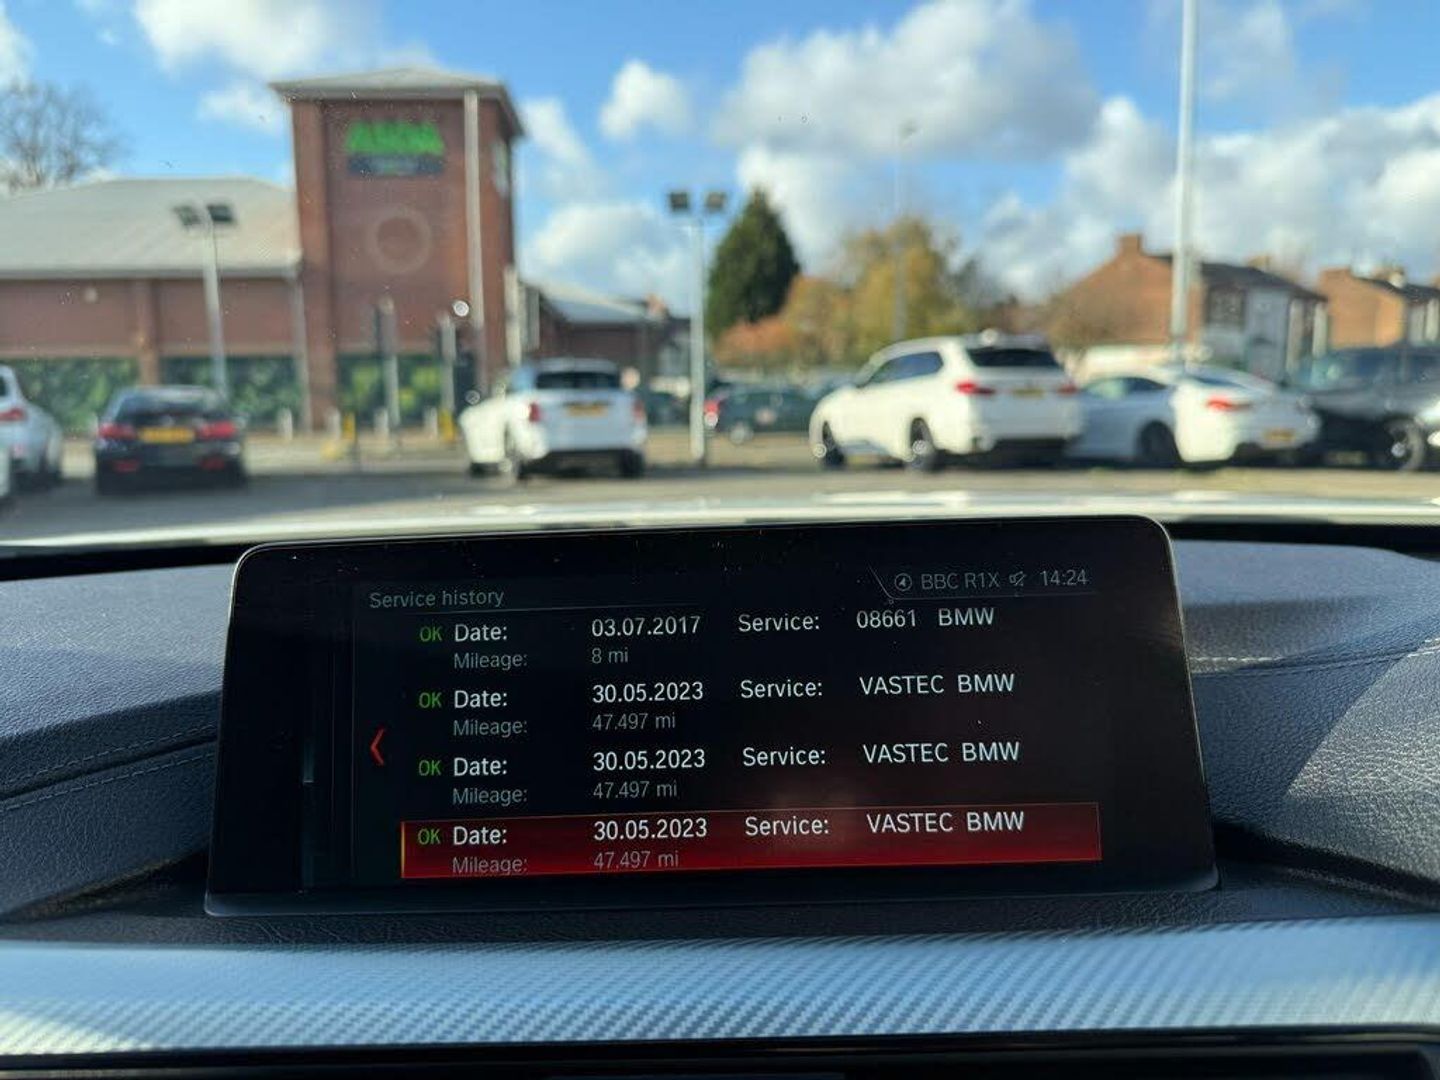 ASDA
BBC R1X 14:24
Service history
OK Date: 03.07.2017 Service: 08661 BMW
Mileage: 8 mi
OK Date: 30.05.2023 Service: VASTEC BMW
Mileage: 47.497 mi
OK Date: 30.05.2023 Service: VASTEC BMW
Mileage: 47.497 mi
OK Date: 30.05.2023 Service: VASTEC BMW
Mileage: 47.497 mi